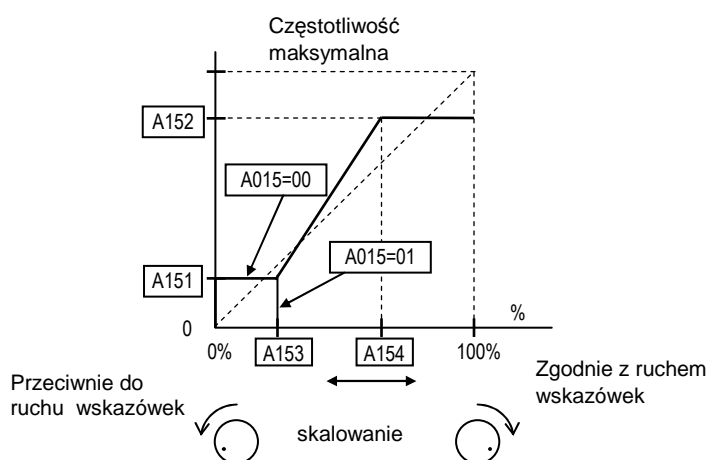 Częstotliwość
maksymalna
A152
A015=00
A015=01
A151
0
%
0%
A153
A154
100%
Przeciwnie do
ruchu wskazówek
Zgodnie z ruchem
wskazówek
skalowanie